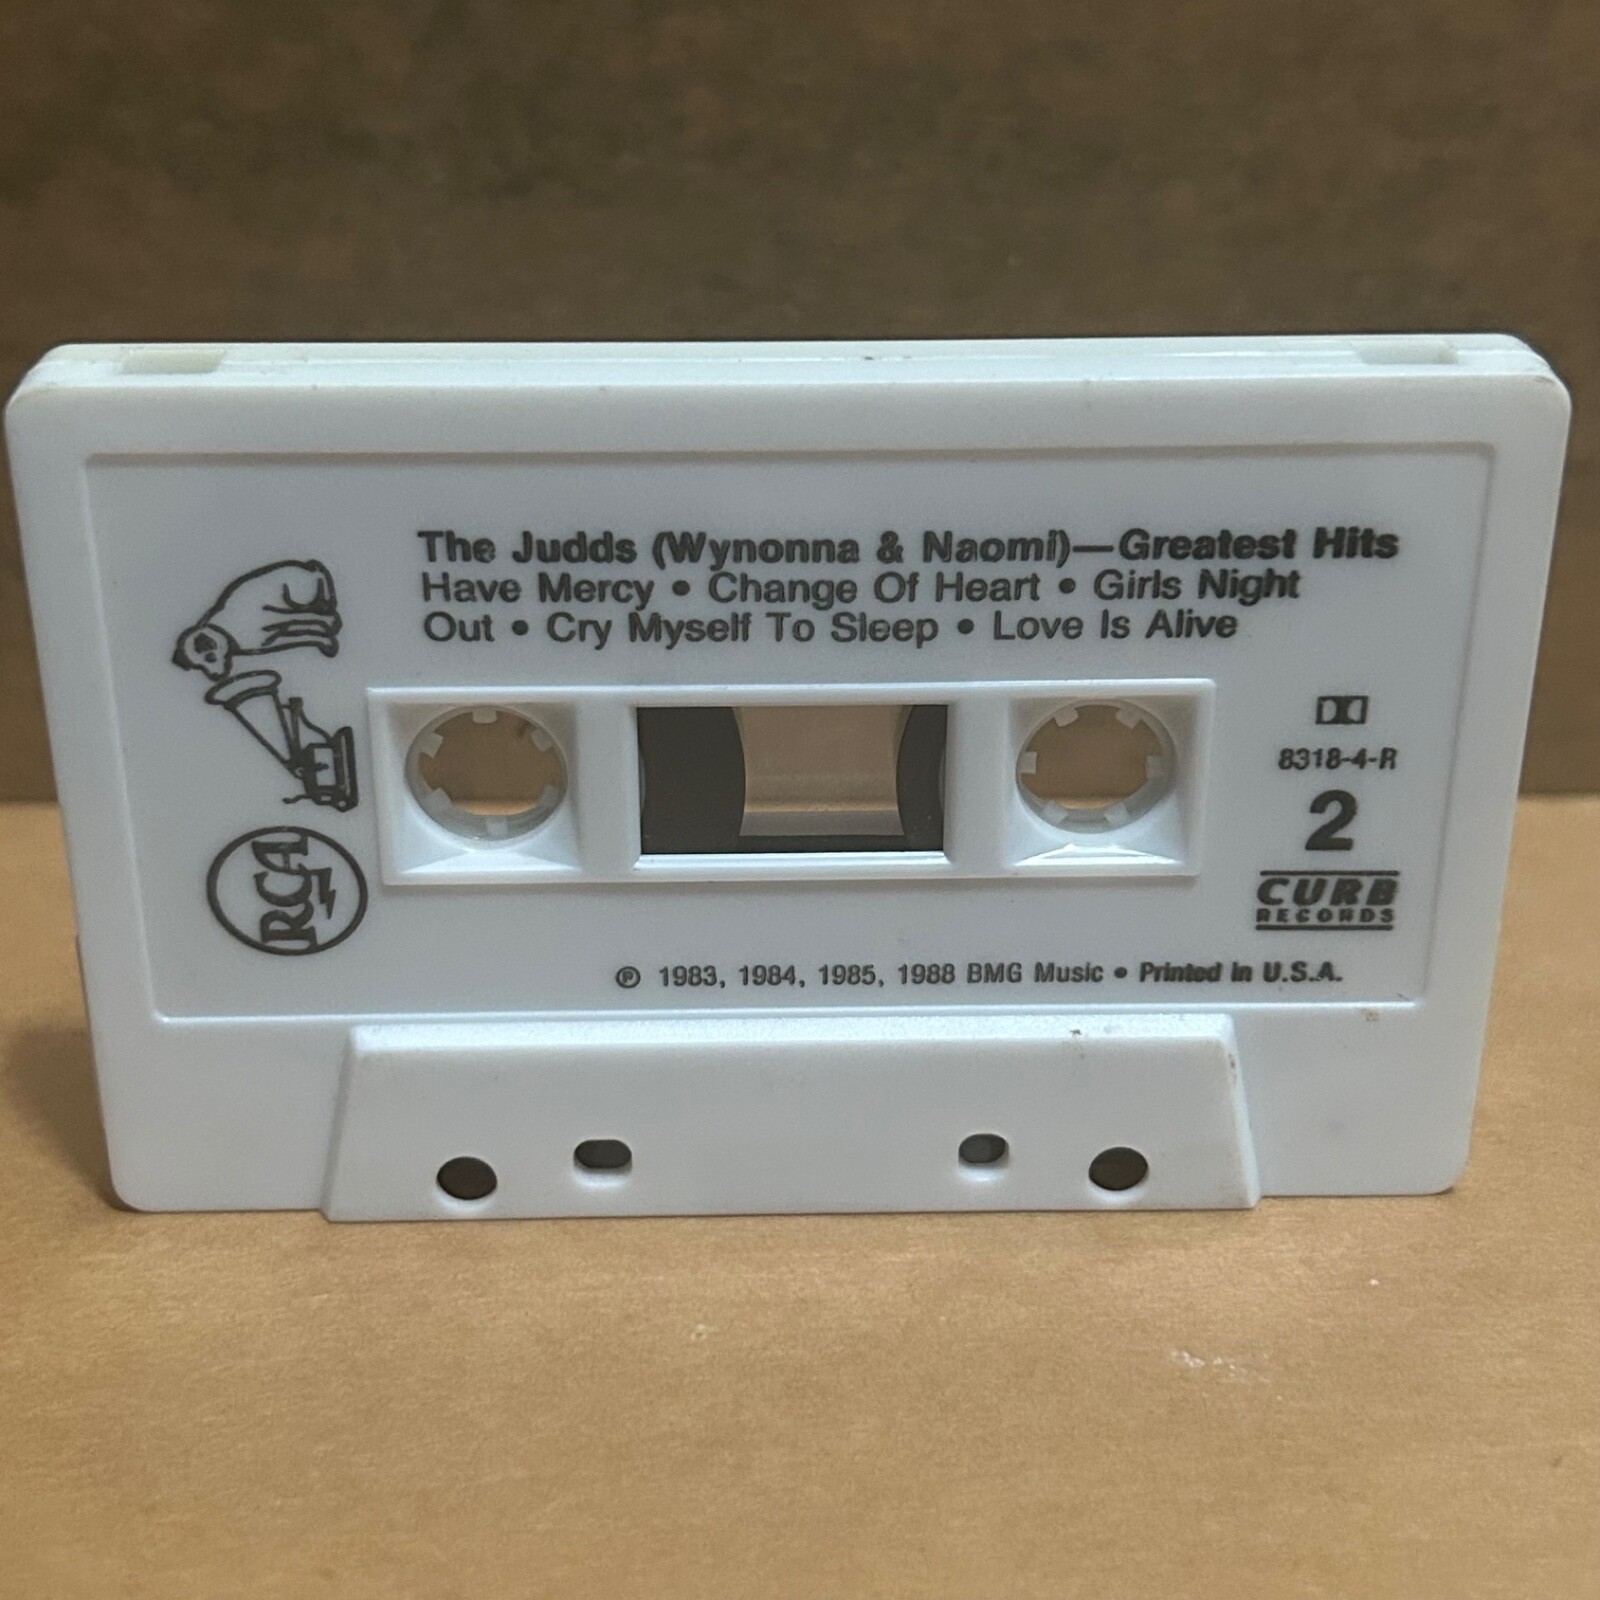 The Judds (Wynonna & Naomi)—Greatest Hits
Have Mercy • Change Of Heart • Girls Night
Out • Cry Myself To Sleep • Love Is Alive
8318-4-R
2
CURB
RECORDS
RCA
℗ 1983, 1984, 1985, 1988 BMG Music • Printed in U.S.A.